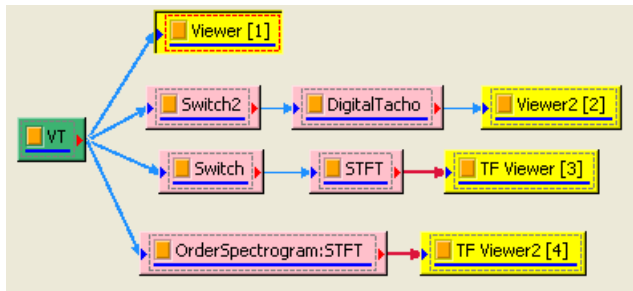 Viewer [1]
Switch2
DigitalTacho
Viewer2 [2]
VT
Switch
STFT
TF Viewer [3]
OrderSpectrogram:STFT
TF Viewer2 [4]